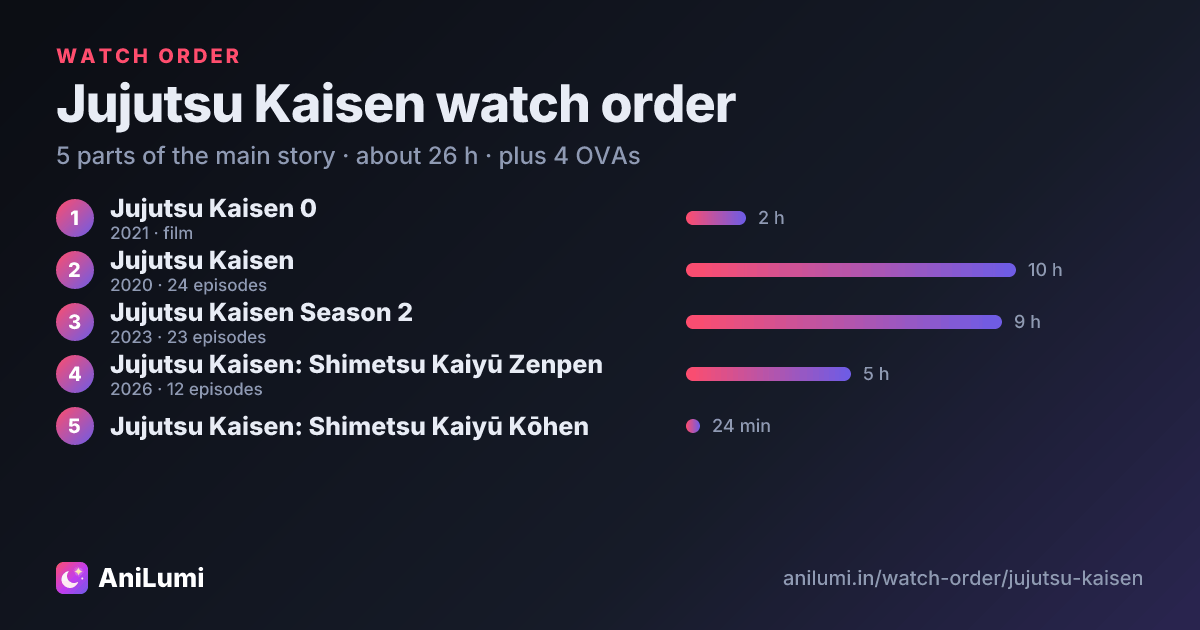 WATCH ORDER
Jujutsu Kaisen watch order
5 parts of the main story · about 26 h · plus 4 OVAs
1 Jujutsu Kaisen 0 2 h
2021 · film
2 Jujutsu Kaisen 10 h
2020 · 24 episodes
3 Jujutsu Kaisen Season 2 9 h
2023 · 23 episodes
4 Jujutsu Kaisen: Shimetsu Kaiyū Zenpen 5 h
2026 · 12 episodes
5 Jujutsu Kaisen: Shimetsu Kaiyū Kōhen 24 min
AniLumi
anilumi.in/watch-order/jujutsu-kaisen